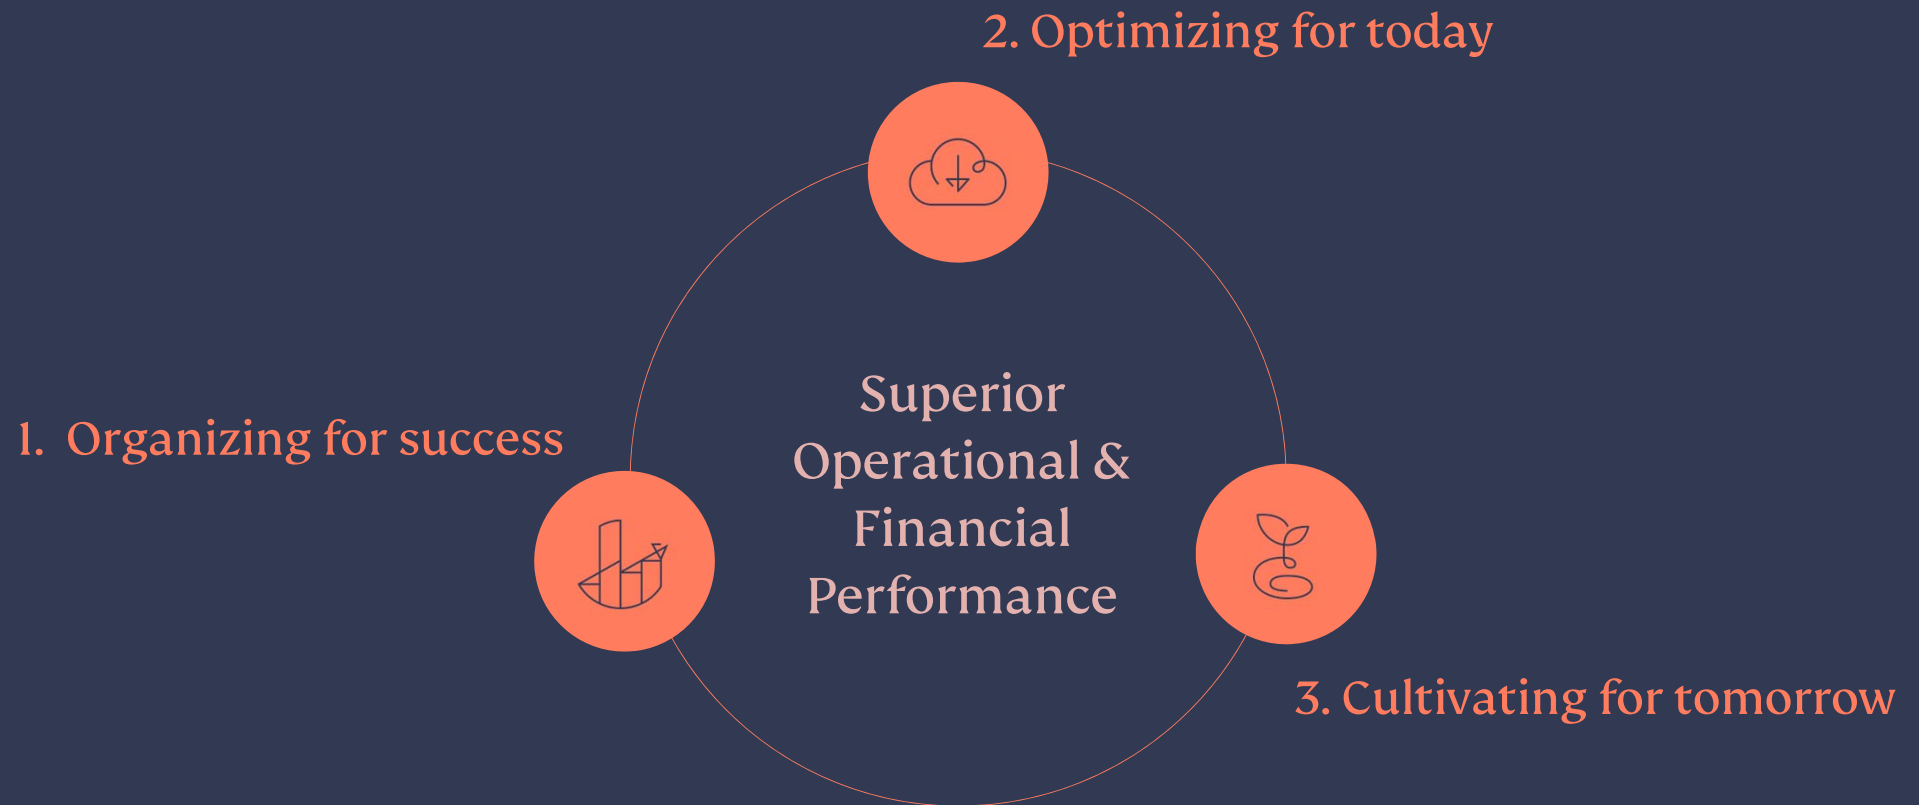 2. Optimizing for today
1. Organizing for success
Superior
Operational &
Financial
Performance
3. Cultivating for tomorrow